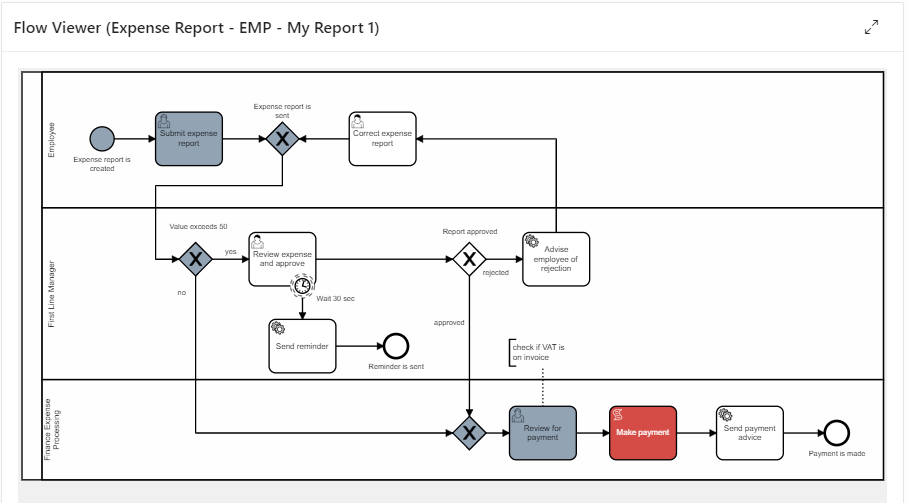 Flow Viewer (Expense Report - EMP - My Report 1)
Employee
Expense report is
created
Submit expense
report
Expense report is
sent
Correct expense
report
First Line Manager
Value exceeds 50
yes
no
Review expense
and approve
Wait 30 sec
Send reminder
Reminder is sent
Report approved
rejected
approved
Advise
employee of
rejection
Finance Expense
Processing
check if VAT is
on invoice
Review for
payment
Make payment
Send payment
advice
Payment is made